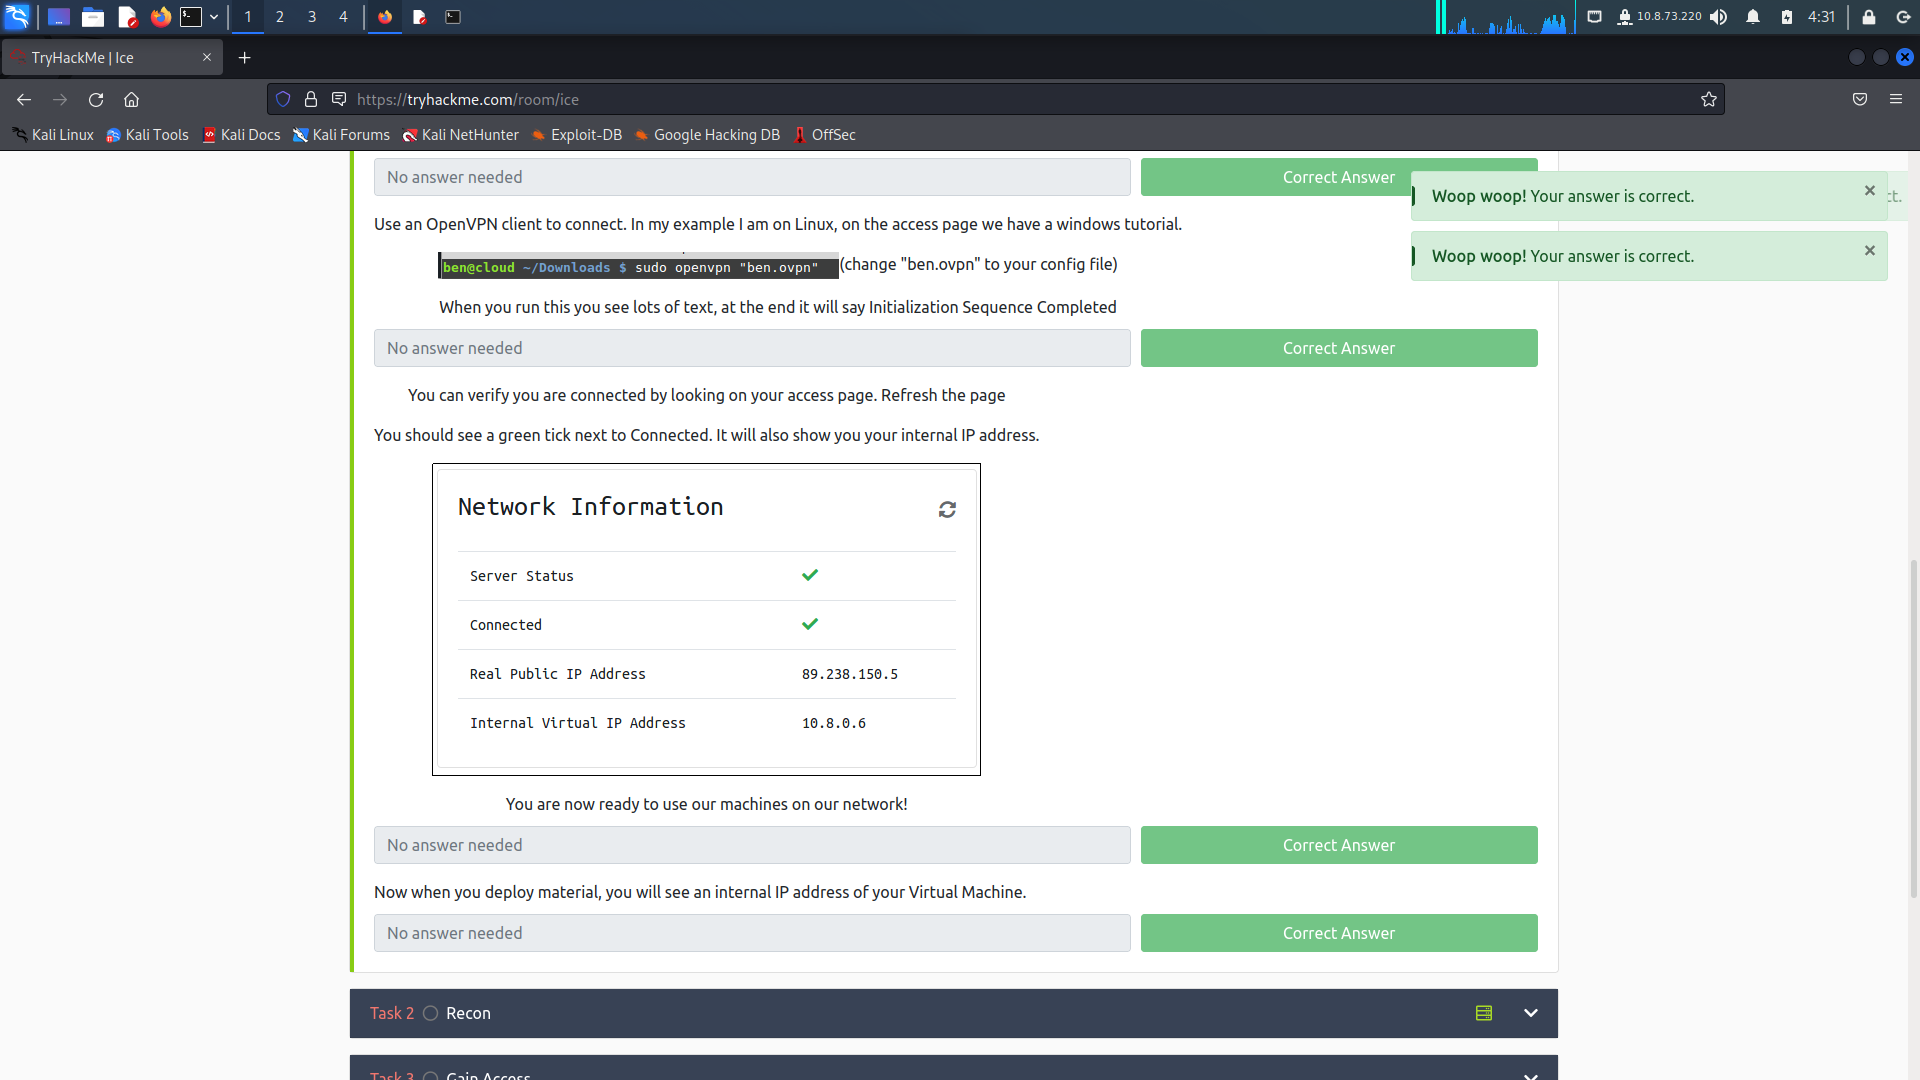 1
2
3
4
10.8.73.220
4:31
TryHackMe | Ice
https://tryhackme.com/room/ice
Kali Linux
Kali Tools
Kali Docs
Kali Forums
Kali NetHunter
Exploit-DB
Google Hacking DB
OffSec
No answer needed
Correct Answer
Woop woop! Your answer is correct.
ct.
Use an OpenVPN client to connect. In my example I am on Linux, on the access page we have a windows tutorial.
Woop woop! Your answer is correct.
ben@cloud ~/Downloads $ sudo openvpn "ben.ovpn" (change "ben.ovpn" to your config file)
When you run this you see lots of text, at the end it will say Initialization Sequence Completed
No answer needed
Correct Answer
You can verify you are connected by looking on your access page. Refresh the page
You should see a green tick next to Connected. It will also show you your internal IP address.
Network Information
Server Status
Connected
Real Public IP Address 89.238.150.5
Internal Virtual IP Address 10.8.0.6
You are now ready to use our machines on our network!
No answer needed
Correct Answer
Now when you deploy material, you will see an internal IP address of your Virtual Machine.
No answer needed
Correct Answer
Task 2 Recon
Task 3 Gain Access